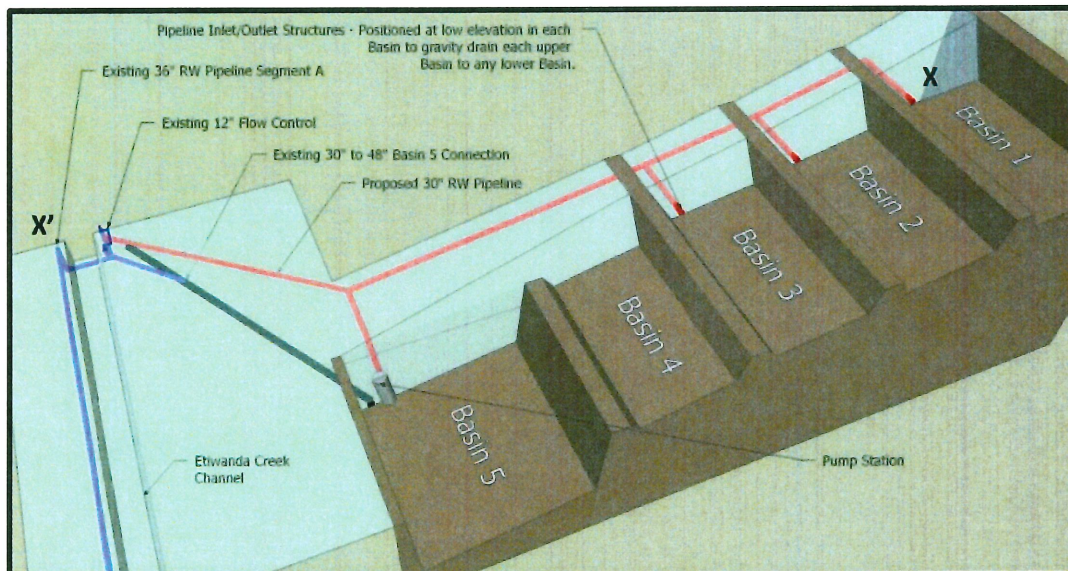 Pipeline Inlet/Outlet Structures - Positioned at low elevation in each
Basin to gravity drain each upper
Basin to any lower Basin.
Existing 36" RW Pipeline Segment A
X
Existing 12" Flow Control
Basin 1
Existing 30" to 48" Basin 5 Connection
Proposed 30" RW Pipeline
Basin 2
X'
Basin 3
Basin 4
Basin 5
Etiwanda Creek
Channel
Pump Station